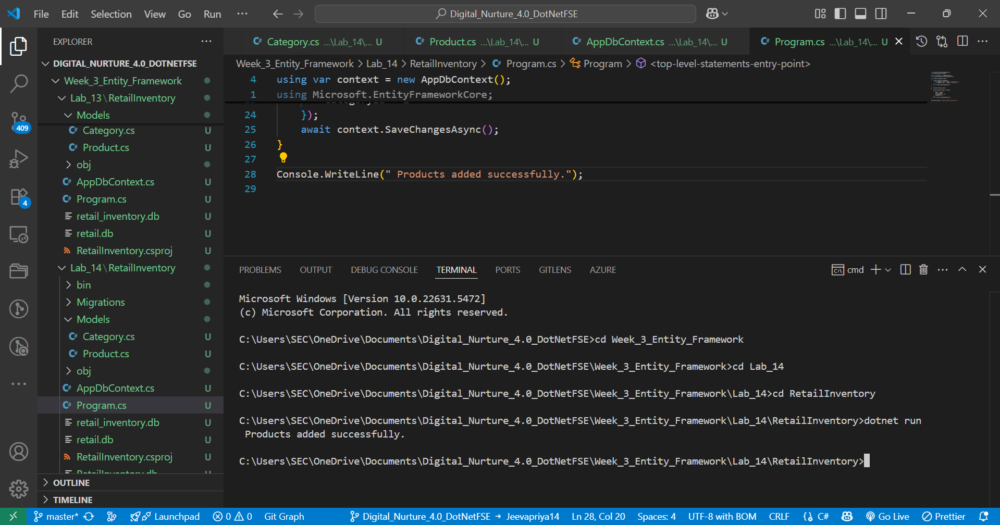 File Edit Selection View Go Run ··· Digital_Nurture_4.0_DotNetFSE
EXPLORER
DIGITAL_NURTURE_4.0_DOTNETFSE
Week_3_Entity_Framework
Lab_13\RetailInventory
Models
Category.cs U
Product.cs U
obj
AppDbContext.cs U
Program.cs U
retail_inventory.db U
retail.db U
RetailInventory.csproj U
Lab_14\RetailInventory
bin
Migrations
Models
Category.cs U
Product.cs U
obj
AppDbContext.cs U
Program.cs U
retail_inventory.db U
retail.db U
RetailInventory.csproj U
RetailInventory.db U
OUTLINE
TIMELINE
409
4
Category.cs ...\Lab_14\... U Product.cs ...\Lab_14\... U AppDbContext.cs ...\Lab_14\... U Program.cs ...\Lab_14\... U
Week_3_Entity_Framework > Lab_14 > RetailInventory > Program.cs > Program > <top-level-statements-entry-point>
4 using var context = new AppDbContext();
1 using Microsoft.EntityFrameworkCore;
24 });
25 await context.SaveChangesAsync();
26 }
27
28 Console.WriteLine(" Products added successfully.");
29
PROBLEMS OUTPUT DEBUG CONSOLE TERMINAL PORTS GITLENS AZURE cmd
Microsoft Windows [Version 10.0.22631.5472]
(c) Microsoft Corporation. All rights reserved.
C:\Users\SEC\OneDrive\Documents\Digital_Nurture_4.0_DotNetFSE>cd Week_3_Entity_Framework
C:\Users\SEC\OneDrive\Documents\Digital_Nurture_4.0_DotNetFSE\Week_3_Entity_Framework>cd Lab_14
C:\Users\SEC\OneDrive\Documents\Digital_Nurture_4.0_DotNetFSE\Week_3_Entity_Framework\Lab_14>cd RetailInventory
C:\Users\SEC\OneDrive\Documents\Digital_Nurture_4.0_DotNetFSE\Week_3_Entity_Framework\Lab_14\RetailInventory>dotnet run
Products added successfully.
C:\Users\SEC\OneDrive\Documents\Digital_Nurture_4.0_DotNetFSE\Week_3_Entity_Framework\Lab_14\RetailInventory>
master* Launchpad 0 0 Git Graph Digital_Nurture_4.0_DotNetFSE → Jeevapriya14 Ln 28, Col 20 Spaces: 4 UTF-8 with BOM CRLF {} C# Go Live Prettier